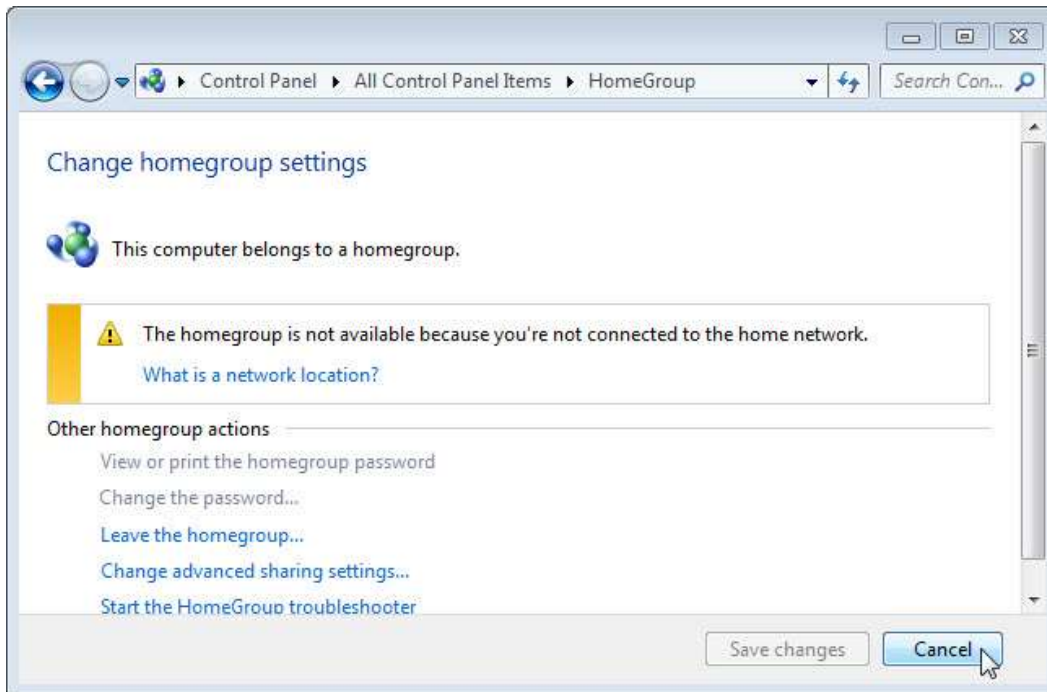 Control Panel All Control Panel Items HomeGroup Search Con...
Change homegroup settings
This computer belongs to a homegroup.
The homegroup is not available because you're not connected to the home network.
What is a network location?
Other homegroup actions
View or print the homegroup password
Change the password...
Leave the homegroup...
Change advanced sharing settings...
Start the HomeGroup troubleshooter
Save changes Cancel